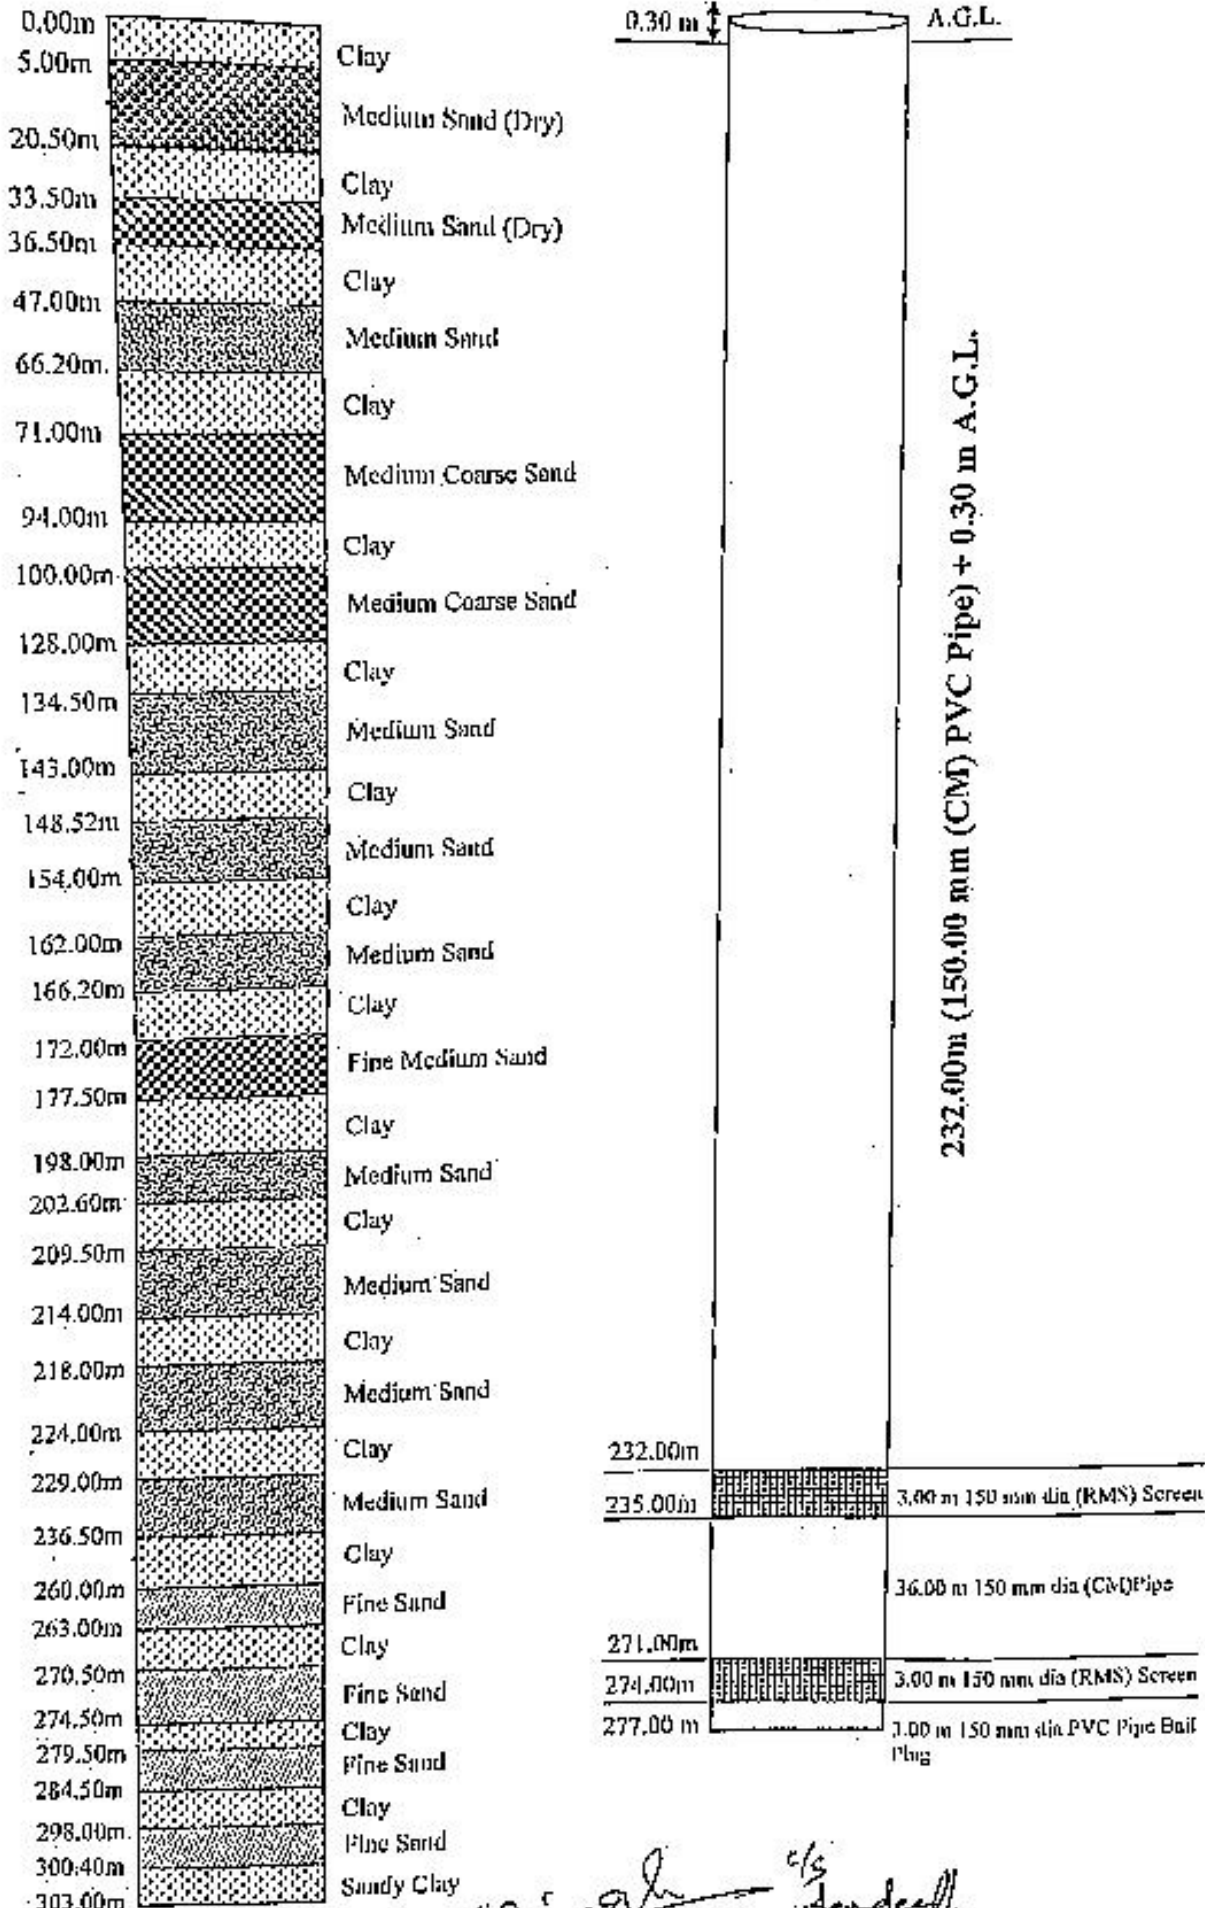 0.00m
Clay
5.00m
Medium Sand (Dry)
20.50m
Clay
33.50m
Medium Sand (Dry)
36.50m
Clay
47.00m
Medium Sand
66.20m.
Clay
71.00m
Medium Coarse Sand
94.00m
Clay
100.00m
Medium Coarse Sand
128.00m
Clay
134.50m
Medium Sand
143.00m
Clay
148.52m
Medium Sand
154.00m
Clay
162.00m
Medium Sand
166.20m
Clay
172.00m
Fine Medium Sand
177.50m
Clay
198.00m
Medium Sand
202.60m
Clay
209.50m
Medium Sand
214.00m
Clay
218.00m
Medium Sand
224.00m
Clay
229.00m
Medium Sand
236.50m
Clay
260.00m
Fine Sand
263.00m
Clay
270.50m
Fine Sand
274.50m
Clay
279.50m
Fine Sand
284.50m
Clay
298.00m.
Fine Sand
300.40m
Sandy Clay
303.00m
0.30 m
A.G.L.
232.00m (150.00 mm (CM) PVC Pipe) + 0.30 m A.G.L.
232.00m
235.00m
3.00 m 150 mm dia (RMS) Screen
36.00 m 150 mm dia (CM)Pipe
271.00m
274.00m
3.00 m 150 mm dia (RMS) Screen
277.00 m
3.00 m 150 mm dia PVC Pipe Bail
Plug
c/s